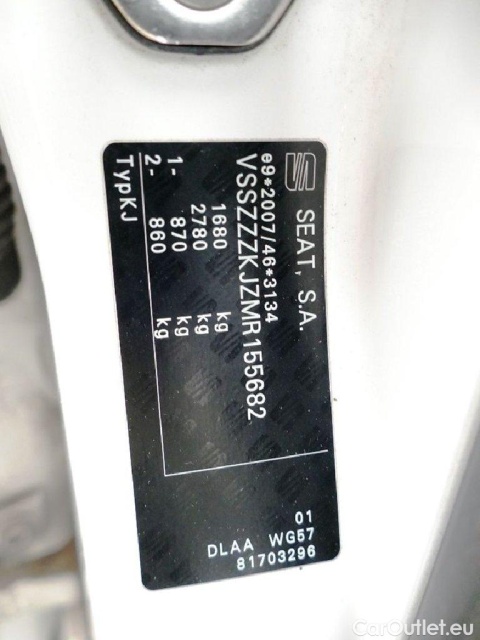 SEAT, S.A.
e9*2007/46*3134
VSSZZZKJZMR155682
1680 kg
2780 kg
1- 870 kg
2- 860 kg
TypKJ
01
DLAA WG57
81703296
CarOutlet.eu